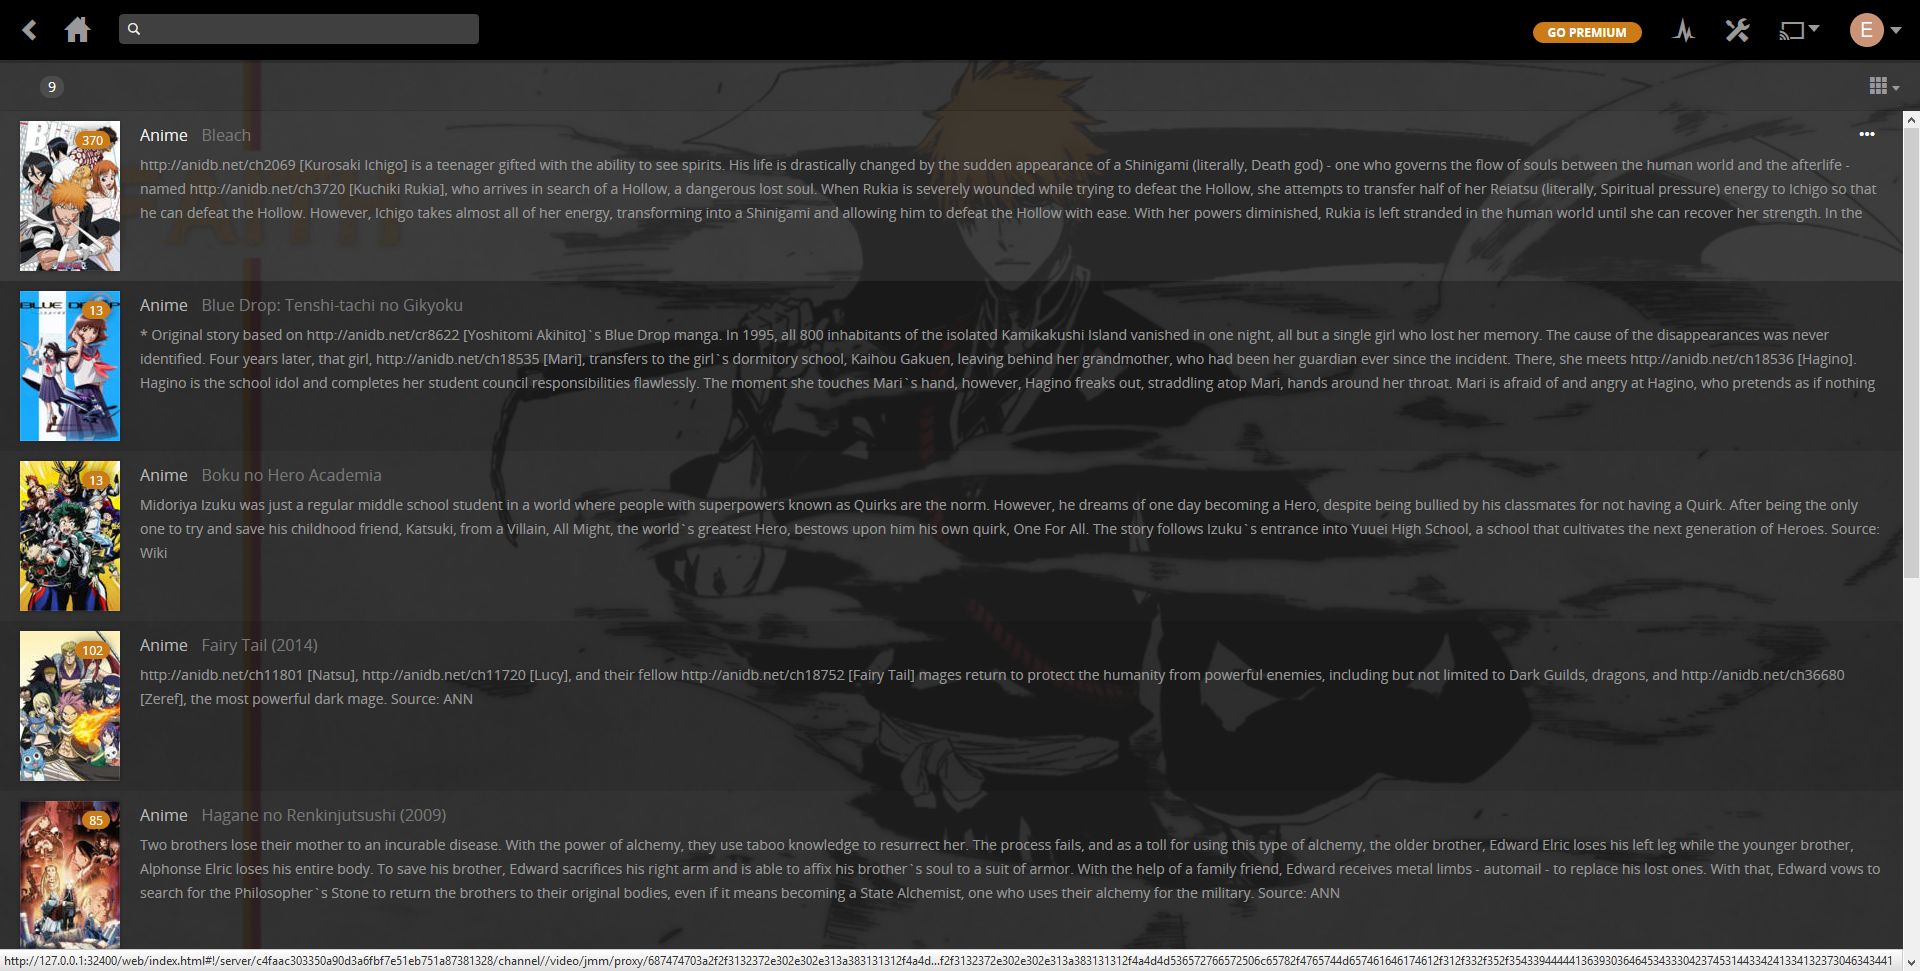 GO PREMIUM
E
9
370
Anime Bleach
http://anidb.net/ch2069 [Kurosaki Ichigo] is a teenager gifted with the ability to see spirits. His life is drastically changed by the sudden appearance of a Shinigami (literally, Death god) - one who governs the flow of souls between the human world and the afterlife -
named http://anidb.net/ch3720 [Kuchiki Rukia], who arrives in search of a Hollow, a dangerous lost soul. When Rukia is severely wounded while trying to defeat the Hollow, she attempts to transfer half of her Reiatsu (literally, Spiritual pressure) energy to Ichigo so that
he can defeat the Hollow. However, Ichigo takes almost all of her energy, transforming into a Shinigami and allowing him to defeat the Hollow with ease. With her powers diminished, Rukia is left stranded in the human world until she can recover her strength. In the
BLUE DROP
13
Anime Blue Drop: Tenshi-tachi no Gikyoku
* Original story based on http://anidb.net/cr8622 [Yoshitomi Akihito]`s Blue Drop manga. In 1995, all 800 inhabitants of the isolated Kamikakushi Island vanished in one night, all but a single girl who lost her memory. The cause of the disappearances was never
identified. Four years later, that girl, http://anidb.net/ch18535 [Mari], transfers to the girl`s dormitory school, Kaihou Gakuen, leaving behind her grandmother, who had been her guardian ever since the incident. There, she meets http://anidb.net/ch18536 [Hagino].
Hagino is the school idol and completes her student council responsibilities flawlessly. The moment she touches Mari`s hand, however, Hagino freaks out, straddling atop Mari, hands around her throat. Mari is afraid of and angry at Hagino, who pretends as if nothing
13
Anime Boku no Hero Academia
Midoriya Izuku was just a regular middle school student in a world where people with superpowers known as Quirks are the norm. However, he dreams of one day becoming a Hero, despite being bullied by his classmates for not having a Quirk. After being the only
one to try and save his childhood friend, Katsuki, from a Villain, All Might, the world`s greatest Hero, bestows upon him his own quirk, One For All. The story follows Izuku`s entrance into Yuuei High School, a school that cultivates the next generation of Heroes. Source:
Wiki
102
Anime Fairy Tail (2014)
http://anidb.net/ch11801 [Natsu], http://anidb.net/ch11720 [Lucy], and their fellow http://anidb.net/ch18752 [Fairy Tail] mages return to protect the humanity from powerful enemies, including but not limited to Dark Guilds, dragons, and http://anidb.net/ch36680
[Zeref], the most powerful dark mage. Source: ANN
85
Anime Hagane no Renkinjutsushi (2009)
Two brothers lose their mother to an incurable disease. With the power of alchemy, they use taboo knowledge to resurrect her. The process fails, and as a toll for using this type of alchemy, the older brother, Edward Elric loses his left leg while the younger brother,
Alphonse Elric loses his entire body. To save his brother, Edward sacrifices his right arm and is able to affix his brother`s soul to a suit of armor. With the help of a family friend, Edward receives metal limbs - automail - to replace his lost ones. With that, Edward vows to
search for the Philosopher`s Stone to return the brothers to their original bodies, even if it means becoming a State Alchemist, one who uses their alchemy for the military. Source: ANN